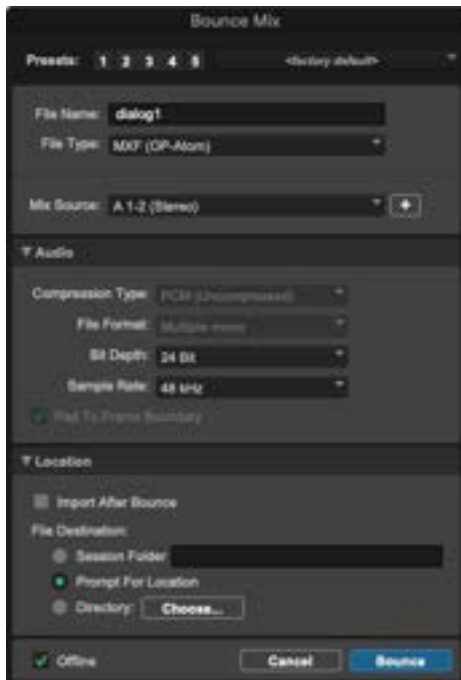 Bounce Mix
Presets: 1 2 3 4 5 <factory default>
File Name: dialog1
File Type: MXF (OP-Atom)
Mix Source: A 1-2 (Stereo)
Audio
Compression Type: PCM (Uncompressed)
File Format: Multiple mono
Bit Depth: 24 Bit
Sample Rate: 48 kHz
Pad To Frame Boundary
Location
Import After Bounce
File Destination:
Session Folder
Prompt For Location
Directory: Choose...
Offline Cancel Bounce